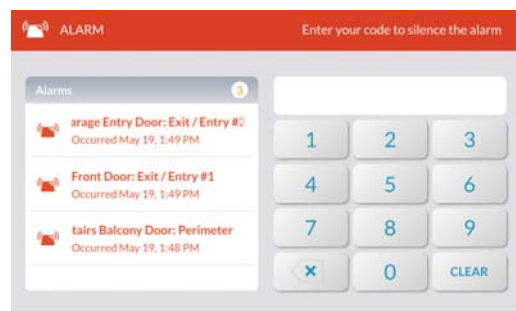 ALARM
Enter your code to silence the alarm
Alarms 3
arage Entry Door: Exit / Entry #2
Occurred May 19, 1:49 PM
Front Door: Exit / Entry #1
Occurred May 19, 1:49 PM
tairs Balcony Door: Perimeter
Occurred May 19, 1:48 PM
1 2 3
4 5 6
7 8 9
0 CLEAR